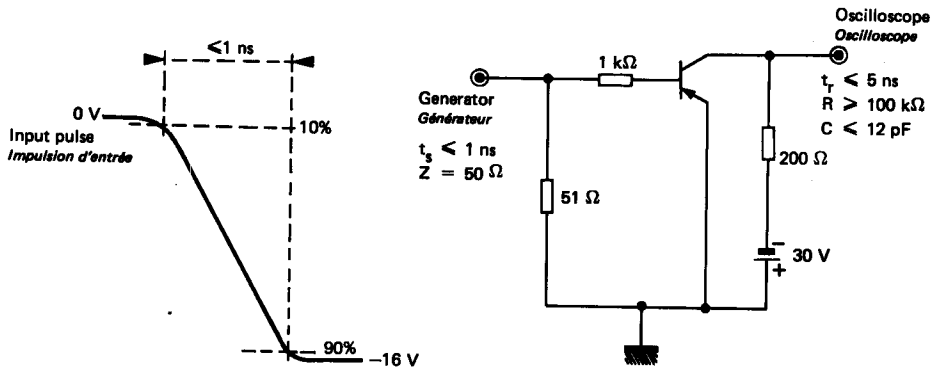 ≤1 ns
0 V
10%
Input pulse
Impulsion d'entrée
90%
−16 V
Generator
Générateur
t_s ≤ 1 ns
Z = 50 Ω
51 Ω
1 kΩ
Oscilloscope
Oscilloscope
t_r ≤ 5 ns
R ≥ 100 kΩ
C ≤ 12 pF
200 Ω
−
30 V
+